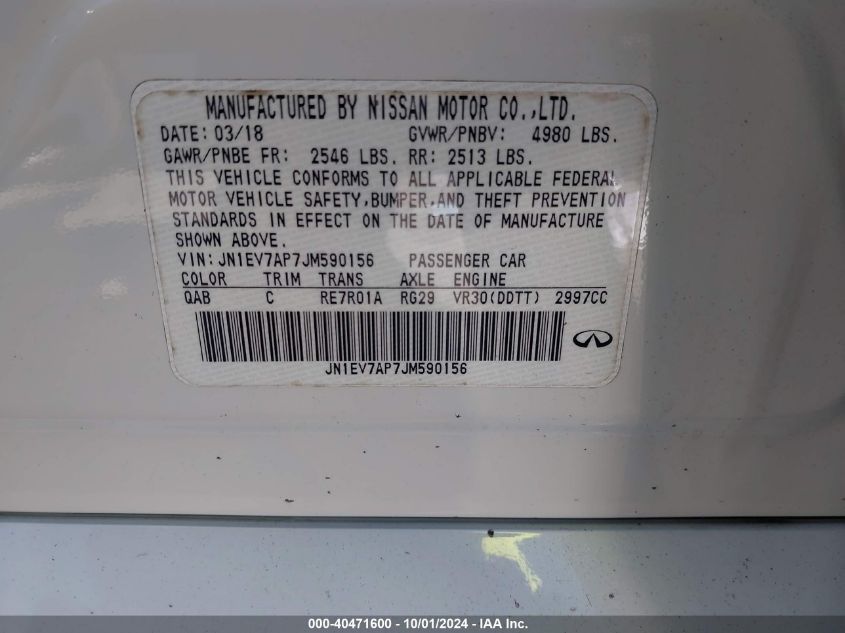 MANUFACTURED BY NISSAN MOTOR CO.,LTD.
DATE: 03/18 GVWR/PNBV: 4980 LBS.
GAWR/PNBE FR: 2546 LBS. RR: 2513 LBS.
THIS VEHICLE CONFORMS TO ALL APPLICABLE FEDERAL
MOTOR VEHICLE SAFETY,BUMPER,AND THEFT PREVENTION
STANDARDS IN EFFECT ON THE DATE OF MANUFACTURE
SHOWN ABOVE.
VIN:JN1EV7AP7JM590156 PASSENGER CAR
COLOR TRIM TRANS AXLE ENGINE
QAB C RE7R01A RG29 VR30(DDTT) 2997CC
JN1EV7AP7JM590156
000-40471600 - 10/01/2024 - IAA Inc.